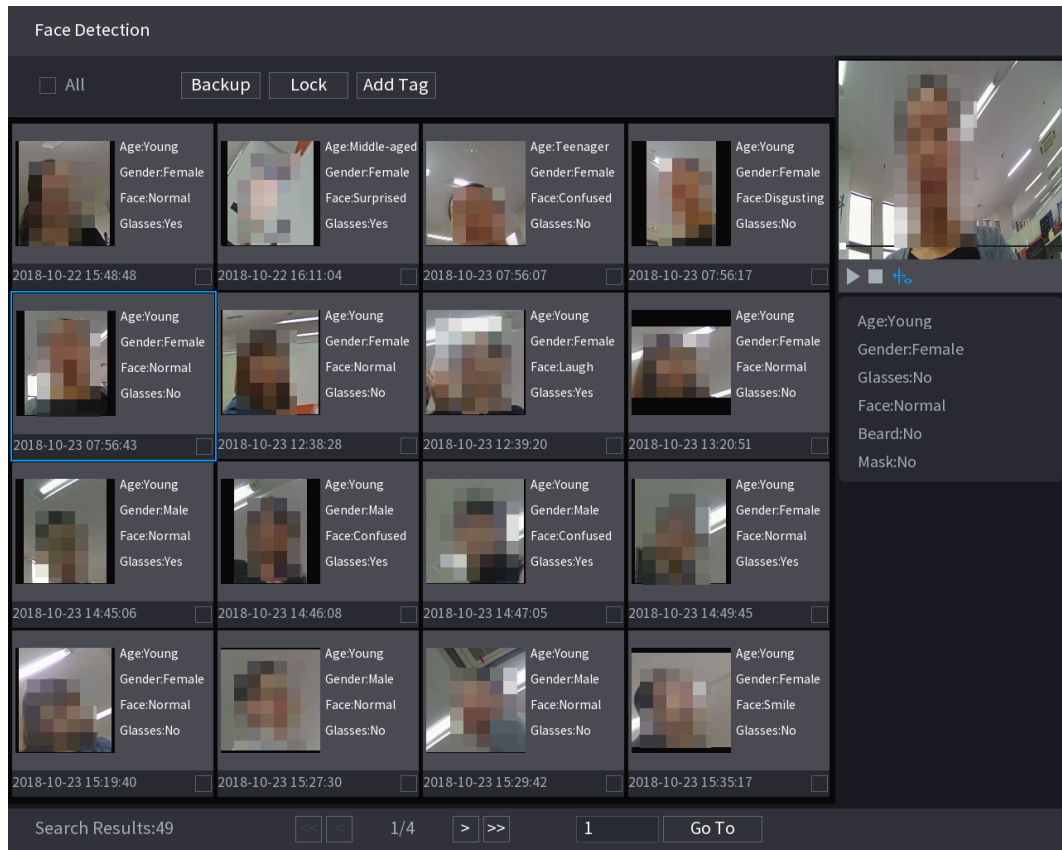 Face Detection
All
Backup
Lock
Add Tag
Age:Young
Gender:Female
Face:Normal
Glasses:Yes
2018-10-22 15:48:48
Age:Middle-aged
Gender:Female
Face:Surprised
Glasses:Yes
2018-10-22 16:11:04
Age:Teenager
Gender:Female
Face:Confused
Glasses:No
2018-10-23 07:56:07
Age:Young
Gender:Female
Face:Disgusting
Glasses:No
2018-10-23 07:56:17
Age:Young
Gender:Female
Face:Normal
Glasses:No
2018-10-23 07:56:43
Age:Young
Gender:Female
Face:Normal
Glasses:No
2018-10-23 12:38:28
Age:Young
Gender:Female
Face:Laugh
Glasses:Yes
2018-10-23 12:39:20
Age:Young
Gender:Female
Face:Normal
Glasses:No
2018-10-23 13:20:51
Age:Young
Gender:Male
Face:Normal
Glasses:Yes
2018-10-23 14:45:06
Age:Young
Gender:Male
Face:Confused
Glasses:Yes
2018-10-23 14:46:08
Age:Young
Gender:Male
Face:Confused
Glasses:Yes
2018-10-23 14:47:05
Age:Young
Gender:Female
Face:Normal
Glasses:Yes
2018-10-23 14:49:45
Age:Young
Gender:Female
Face:Normal
Glasses:No
2018-10-23 15:19:40
Age:Young
Gender:Male
Face:Normal
Glasses:No
2018-10-23 15:27:30
Age:Young
Gender:Male
Face:Normal
Glasses:No
2018-10-23 15:29:42
Age:Young
Gender:Female
Face:Smile
Glasses:No
2018-10-23 15:35:17
Age:Young
Gender:Female
Glasses:No
Face:Normal
Beard:No
Mask:No
Search Results:49
<<
<
1/4
>
>>
1
Go To